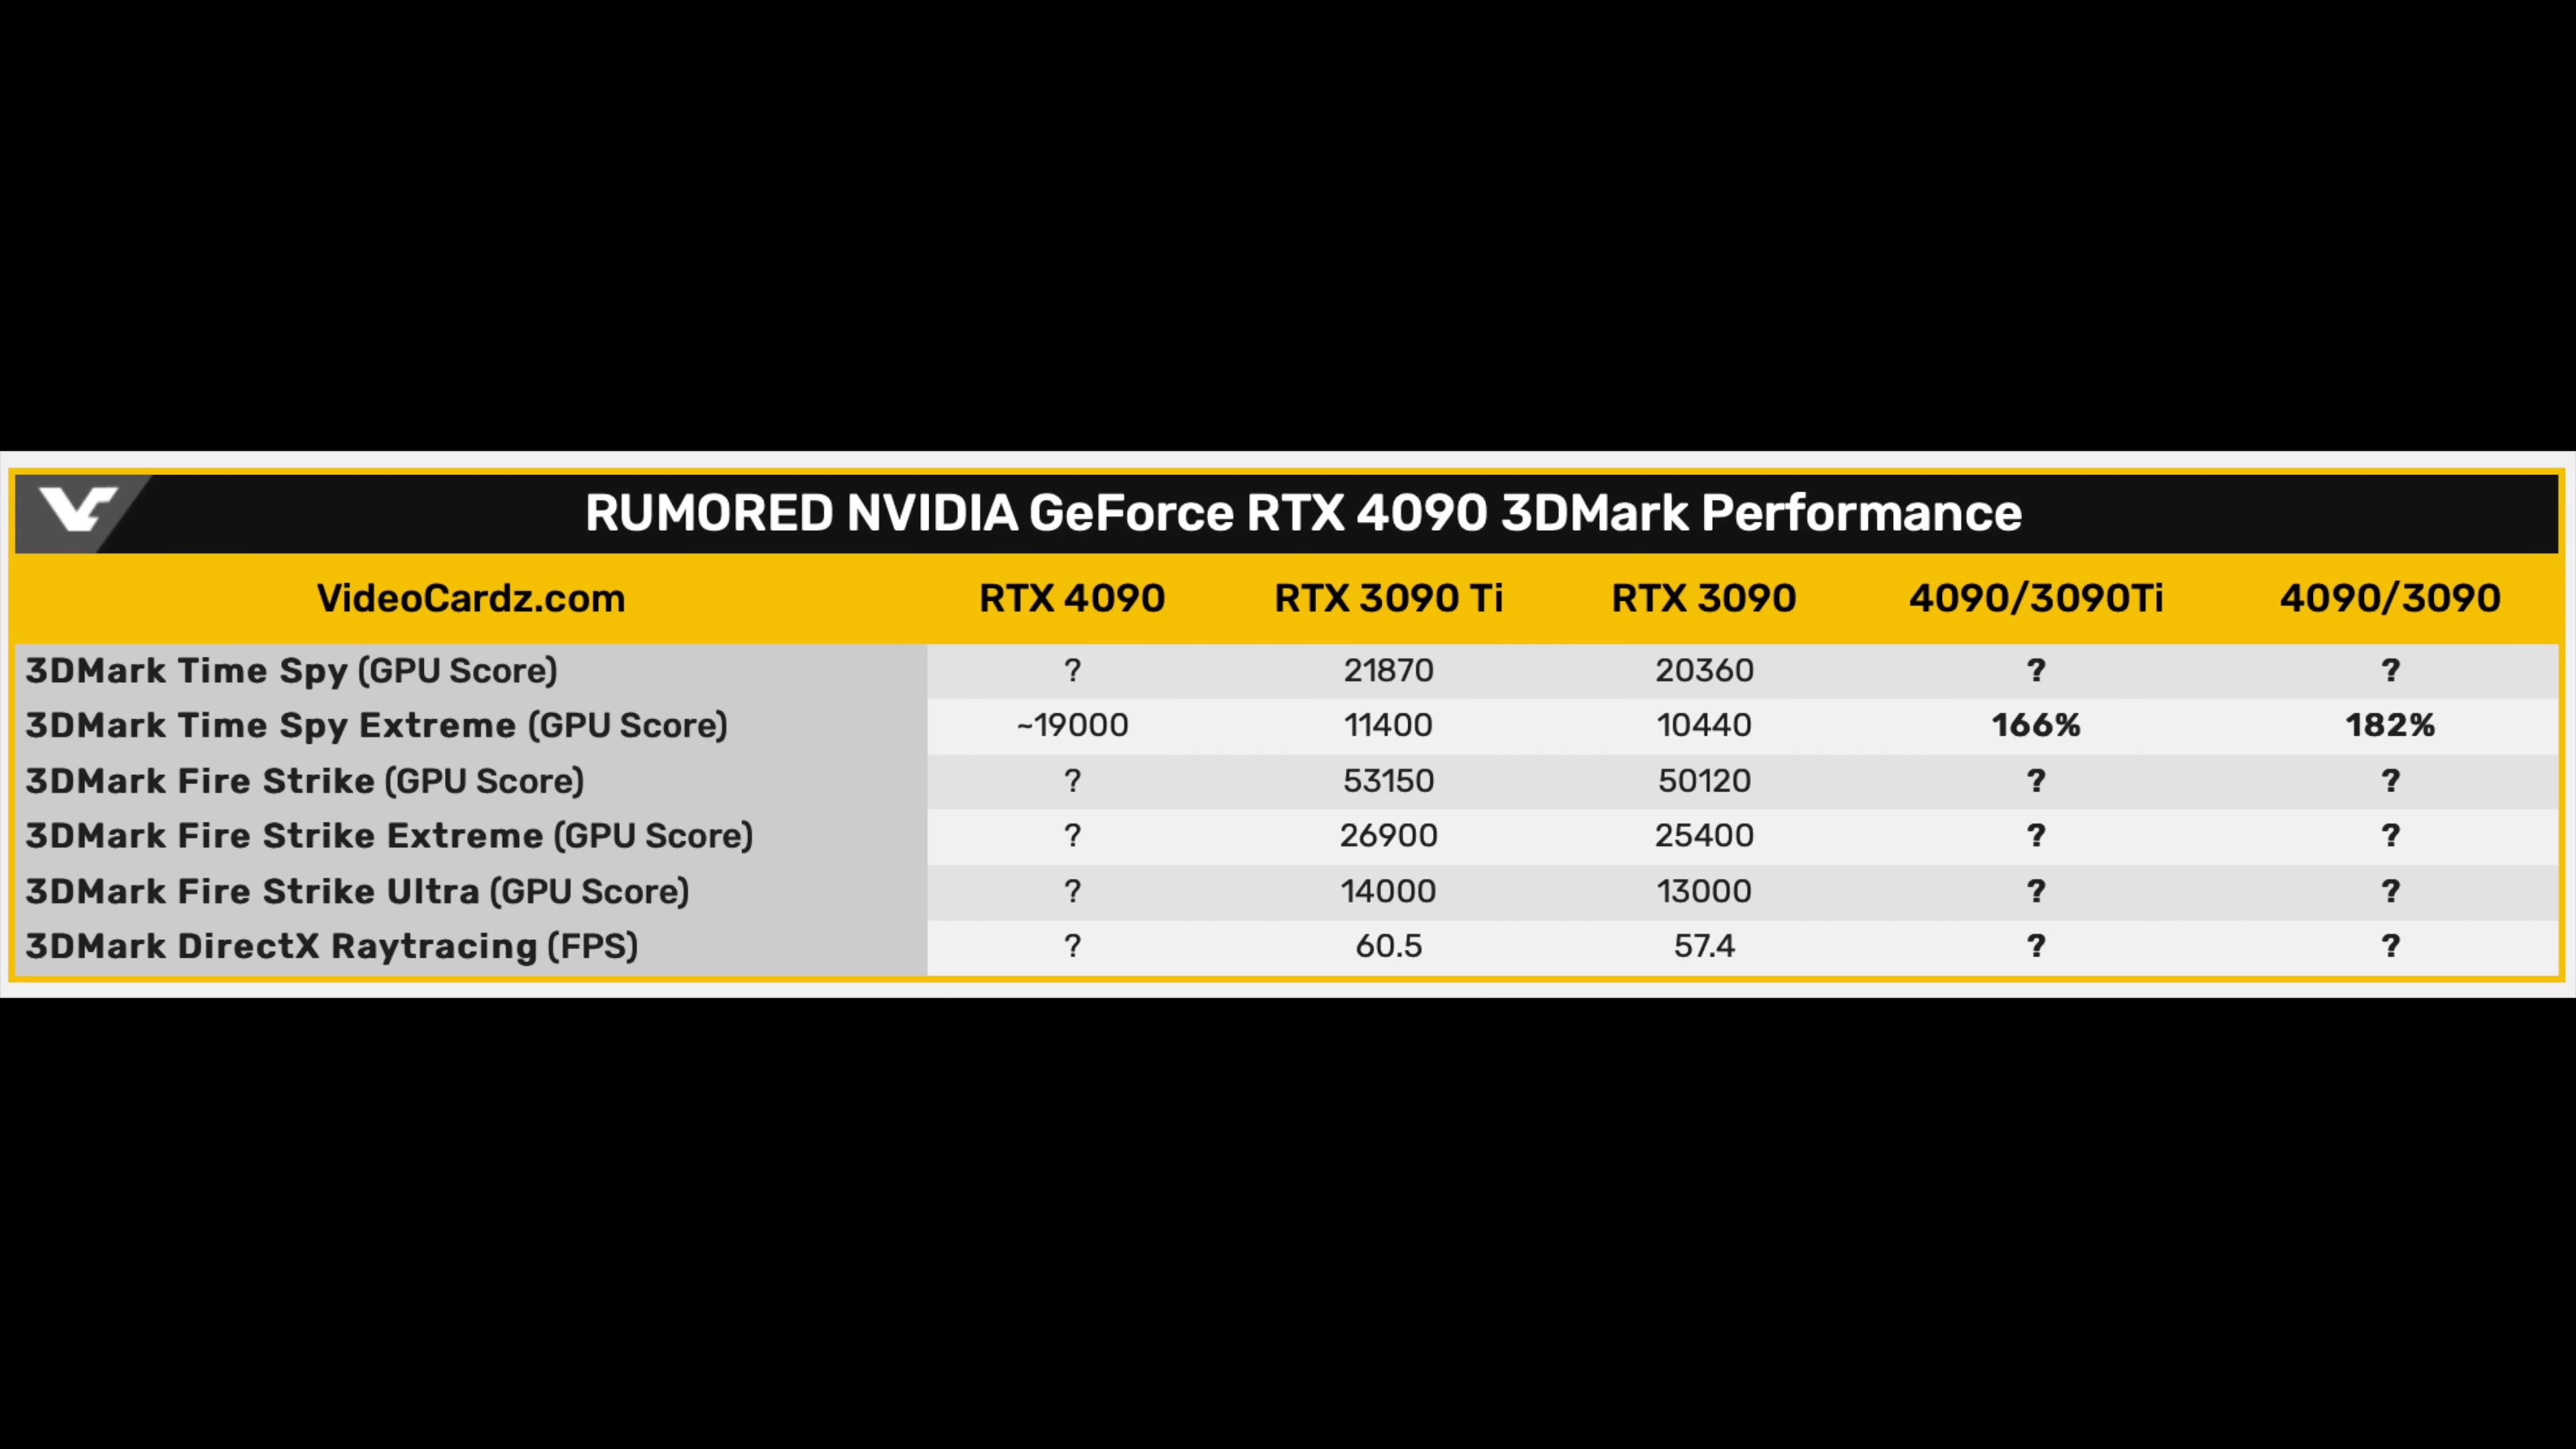 RUMORED NVIDIA GeForce RTX 4090 3DMark Performance
VideoCardz.com RTX 4090 RTX 3090 Ti RTX 3090 4090/3090Ti 4090/3090
3DMark Time Spy (GPU Score) ? 21870 20360 ? ?
3DMark Time Spy Extreme (GPU Score) ~19000 11400 10440 166% 182%
3DMark Fire Strike (GPU Score) ? 53150 50120 ? ?
3DMark Fire Strike Extreme (GPU Score) ? 26900 25400 ? ?
3DMark Fire Strike Ultra (GPU Score) ? 14000 13000 ? ?
3DMark DirectX Raytracing (FPS) ? 60.5 57.4 ? ?